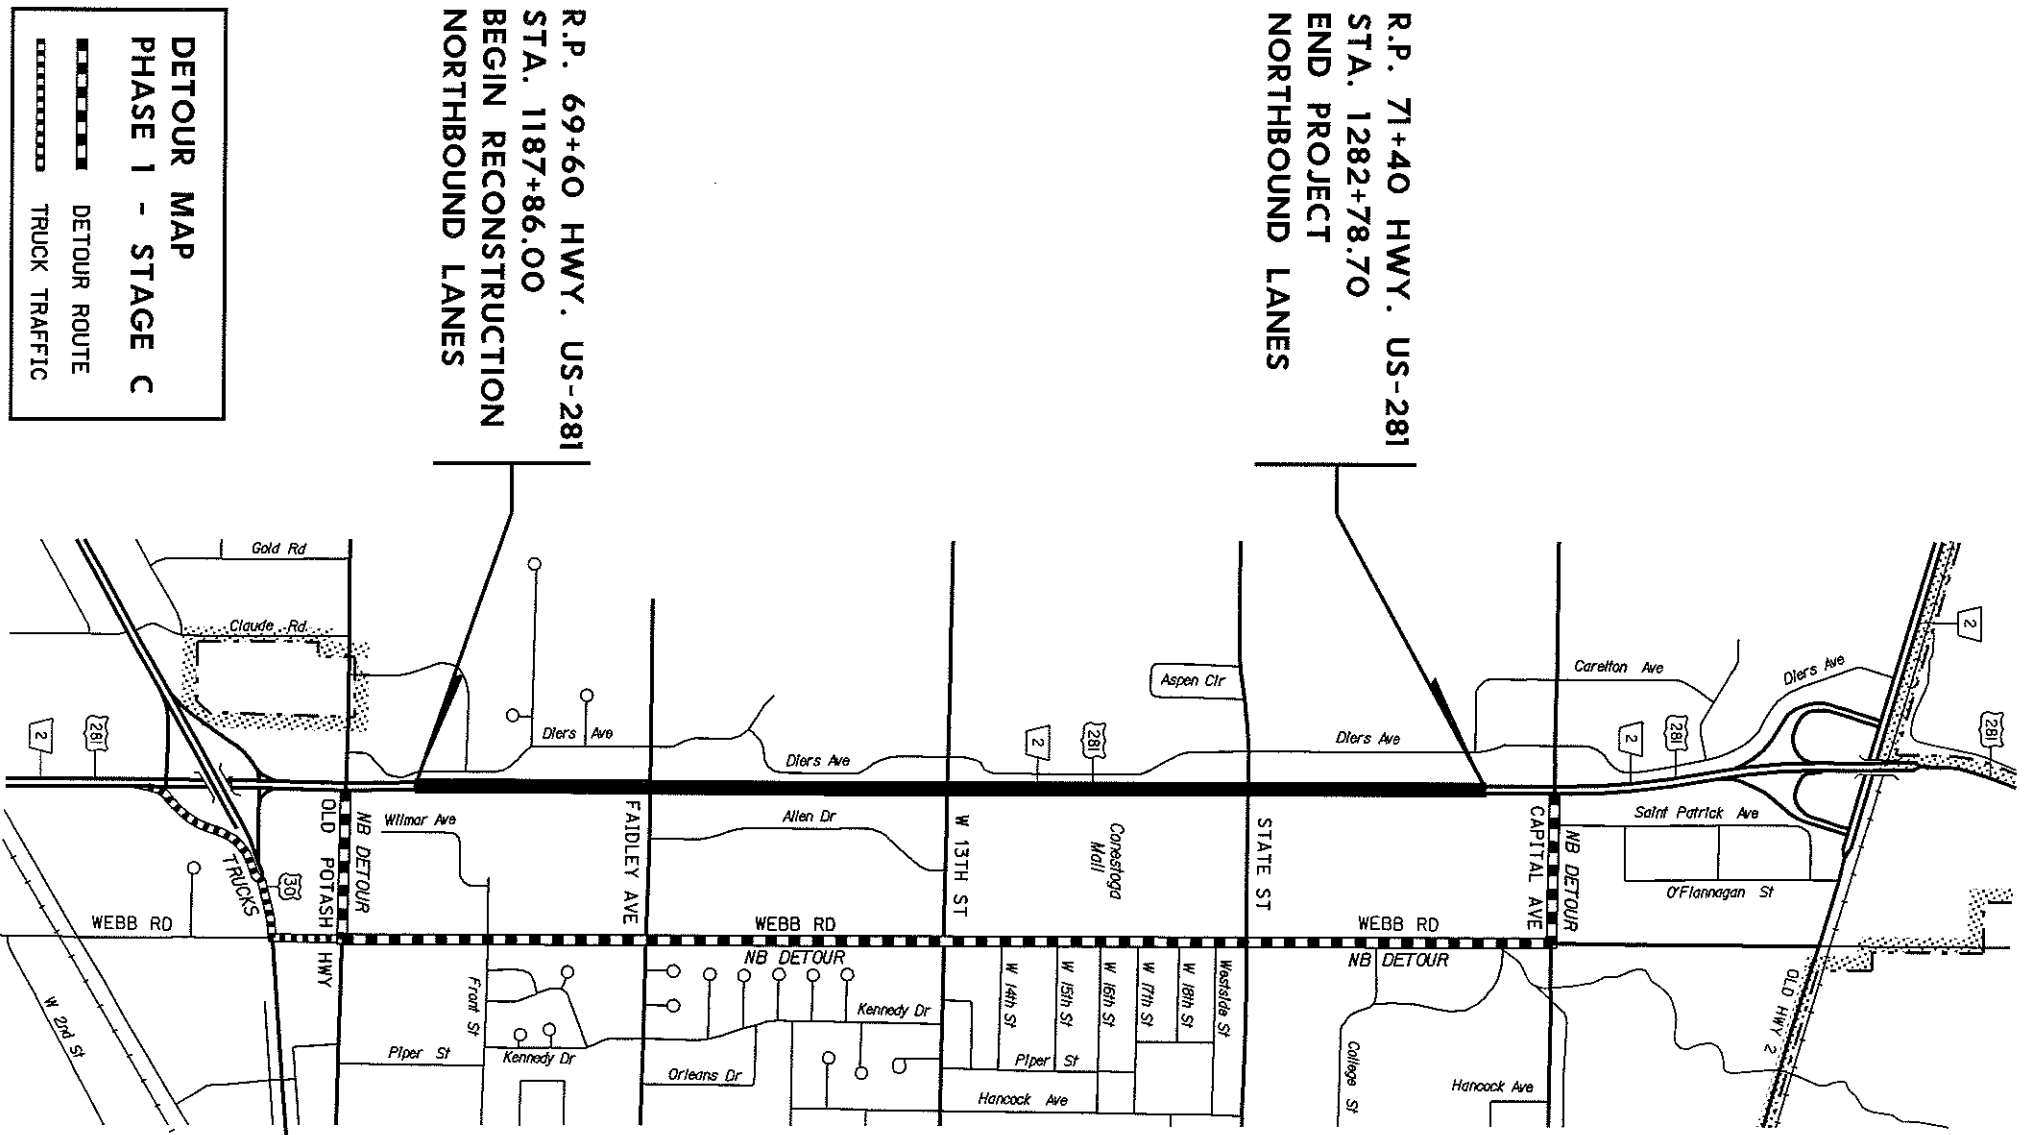 R.P. 71+40 HWY. US-281
STA. 1282+78.70
END PROJECT
NORTHBOUND LANES
R.P. 69+60 HWY. US-281
STA. 1187+86.00
BEGIN RECONSTRUCTION
NORTHBOUND LANES
DETOUR MAP
PHASE 1 - STAGE C
DETOUR ROUTE
TRUCK TRAFFIC
Gold Rd
Claude Rd.
2
281
Diers Ave
Diers Ave
Aspen Clr
2
281
Diers Ave
Carelton Ave
Diers Ave
2
281
2
281
OLD POTASH HWY
NB DETOUR
Wilmar Ave
FAIDLEY AVE
Allen Dr
W 13TH ST
Conestoga
Mall
STATE ST
CAPITAL AVE
NB DETOUR
Saint Patrick Ave
O'Flannagan St
TRUCKS
30
WEBB RD
WEBB RD
NB DETOUR
WEBB RD
NB DETOUR
W 2nd St
Front St
Piper St
Kennedy Dr
Orleans Dr
Kennedy Dr
W 14th St
W 15th St
W 16th St
W 17th St
W 18th St
Westside St
Piper St
Hancock Ave
College St
Hancock Ave
OLD HWY 2